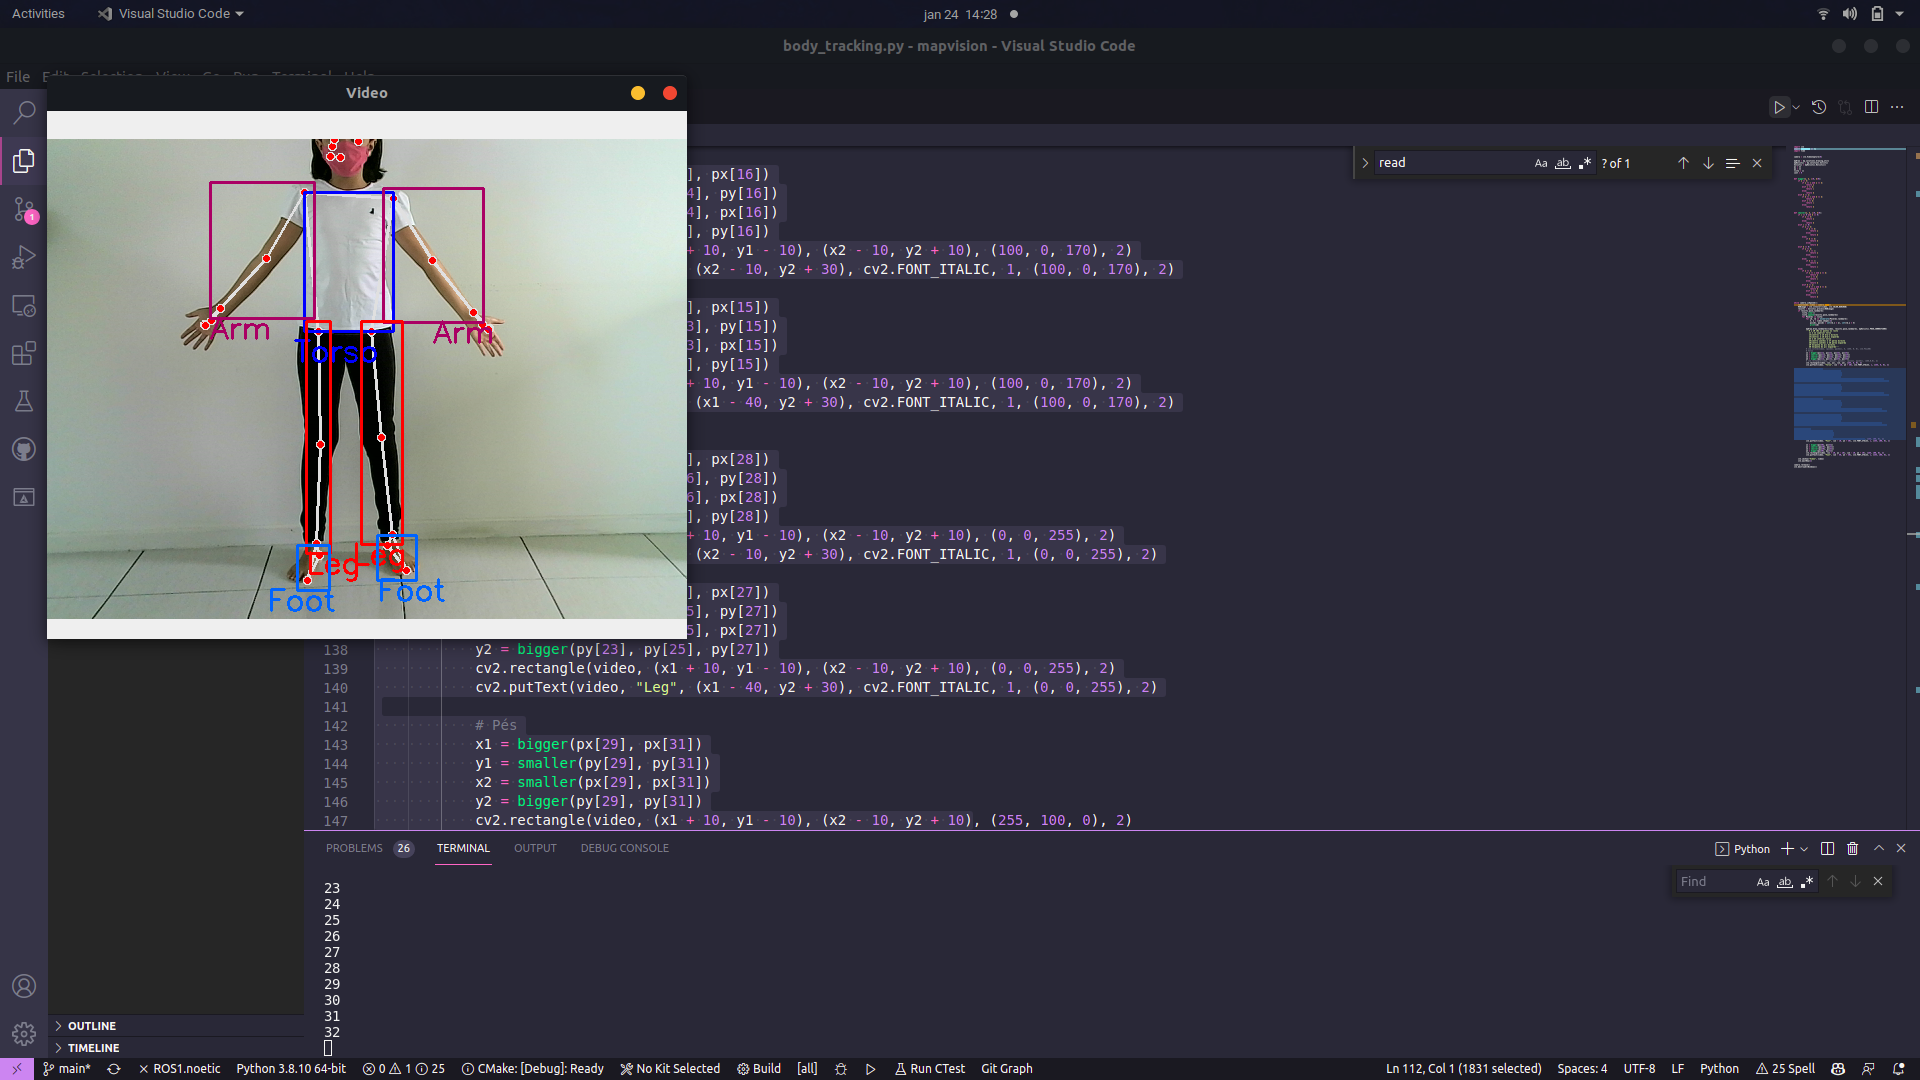 Activities
Visual Studio Code
jan 24 14:28
body_tracking.py - mapvision - Visual Studio Code
File Edit Selection View Go Run Terminal Help
Video
read
Aa
ab
? of 1
1
Arm
Arm
Torso
Leg
Leg
Foot
Foot
], px[16])
4], py[16])
4], px[16])
], py[16])
+ 10, y1 - 10), (x2 - 10, y2 + 10), (100, 0, 170), 2)
(x2 - 10, y2 + 30), cv2.FONT_ITALIC, 1, (100, 0, 170), 2)
], px[15])
3], py[15])
3], px[15])
], py[15])
+ 10, y1 - 10), (x2 - 10, y2 + 10), (100, 0, 170), 2)
(x1 - 40, y2 + 30), cv2.FONT_ITALIC, 1, (100, 0, 170), 2)
], px[28])
6], py[28])
6], px[28])
], py[28])
+ 10, y1 - 10), (x2 - 10, y2 + 10), (0, 0, 255), 2)
(x2 - 10, y2 + 30), cv2.FONT_ITALIC, 1, (0, 0, 255), 2)
], px[27])
5], py[27])
5], px[27])
138 y2 = bigger(py[23], py[25], py[27])
139 cv2.rectangle(video, (x1 + 10, y1 - 10), (x2 - 10, y2 + 10), (0, 0, 255), 2)
140 cv2.putText(video, "Leg", (x1 - 40, y2 + 30), cv2.FONT_ITALIC, 1, (0, 0, 255), 2)
141
142 # Pés
143 x1 = bigger(px[29], px[31])
144 y1 = smaller(py[29], py[31])
145 x2 = smaller(px[29], px[31])
146 y2 = bigger(py[29], py[31])
147 cv2.rectangle(video, (x1 + 10, y1 - 10), (x2 - 10, y2 + 10), (255, 100, 0), 2)
PROBLEMS 26 TERMINAL OUTPUT DEBUG CONSOLE
Python
Find
Aa
ab
23
24
25
26
27
28
29
30
31
32
OUTLINE
TIMELINE
main* ROS1.noetic Python 3.8.10 64-bit 0 1 25 CMake: [Debug]: Ready No Kit Selected Build [all] Run CTest Git Graph Ln 112, Col 1 (1831 selected) Spaces: 4 UTF-8 LF Python 25 Spell